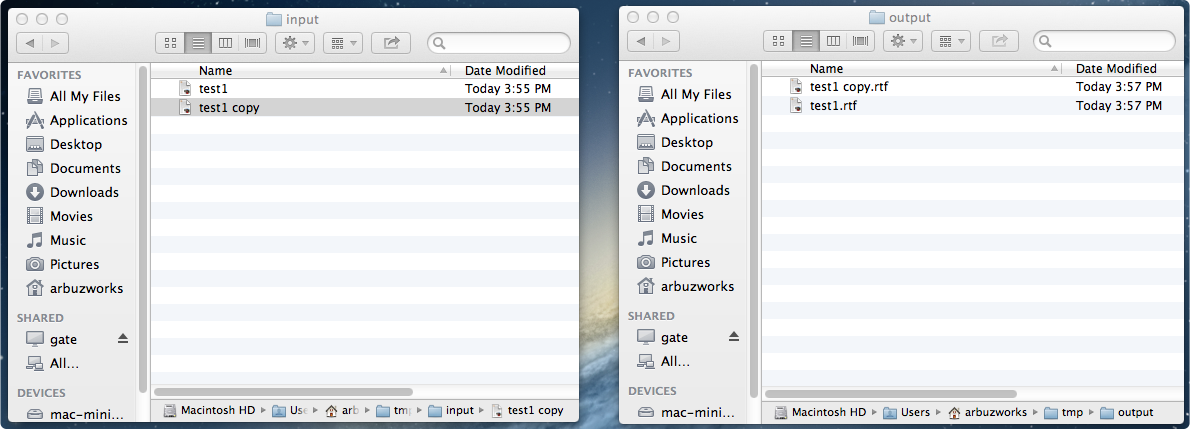 input
FAVORITES
All My Files
Applications
Desktop
Documents
Downloads
Movies
Music
Pictures
arbuzworks
SHARED
gate
All...
DEVICES
mac-mini...
Name Date Modified
test1 Today 3:55 PM
test1 copy Today 3:55 PM
Macintosh HD Use arb tmp input test1 copy
output
FAVORITES
All My Files
Applications
Desktop
Documents
Downloads
Movies
Music
Pictures
arbuzworks
SHARED
gate
All...
DEVICES
mac-mini...
Name Date Modified
test1 copy.rtf Today 3:57 PM
test1.rtf Today 3:57 PM
Macintosh HD Users arbuzworks tmp output